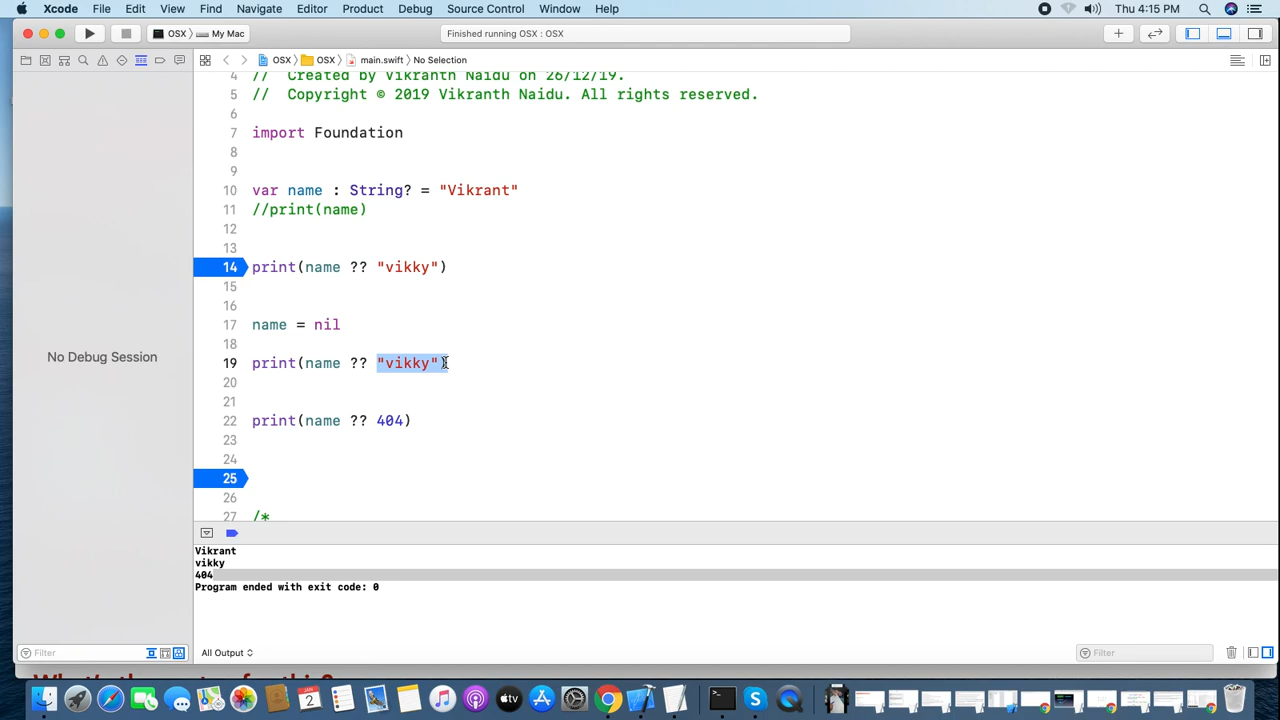 Xcode File Edit View Find Navigate Editor Product Debug Source Control Window Help Thu 4:15 PM
OSX My Mac Finished running OSX : OSX
OSX OSX main.swift No Selection
4 // Created by Vikranth Naidu on 26/12/19.
5 // Copyright © 2019 Vikranth Naidu. All rights reserved.
6
7 import Foundation
8
9
10 var name : String? = "Vikrant"
11 //print(name)
12
13
14 print(name ?? "vikky")
15
16
17 name = nil
18
19 print(name ?? "vikky")
20
21
22 print(name ?? 404)
23
24
25
26
27 /*
No Debug Session
Vikrant
vikky
404
Program ended with exit code: 0
Filter All Output Filter